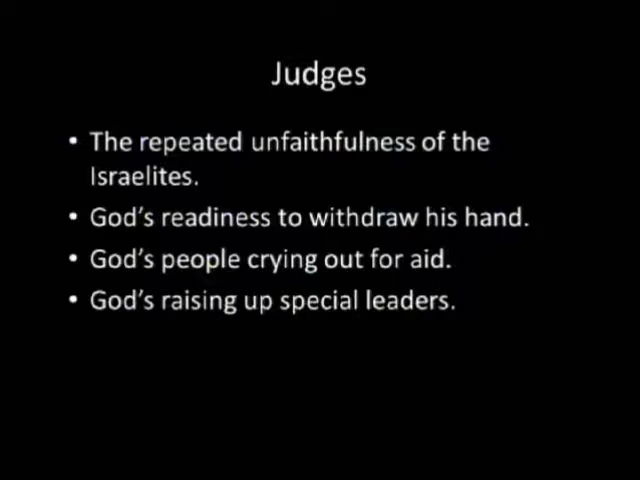 Judges
• The repeated unfaithfulness of the
Israelites.
• God’s readiness to withdraw his hand.
• God’s people crying out for aid.
• God’s raising up special leaders.